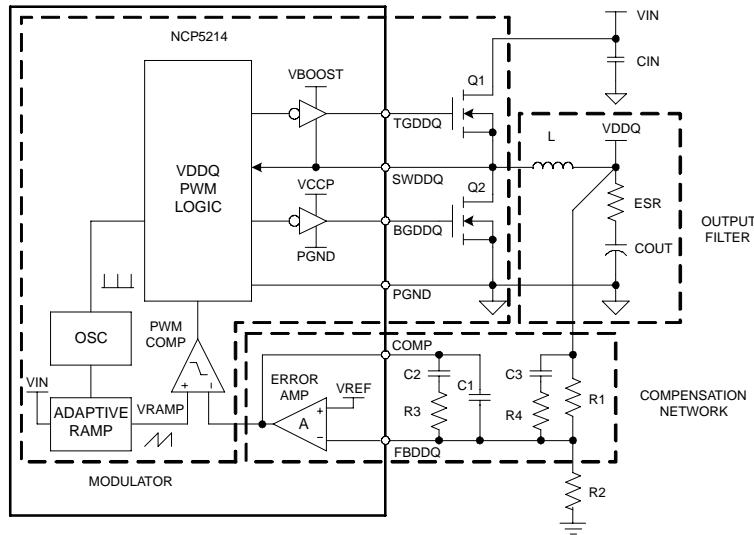 VIN
NCP5214
VBOOST
Q1
CIN
TGDDQ
L
VDDQ
VDDQ
PWM
LOGIC
SWDDQ
VCCP
Q2
ESR
BGDDQ
OUTPUT
FILTER
PGND
COUT
PGND
OSC
PWM
COMP
COMP
VIN
ERROR
AMP
VREF
C2
C1
C3
R1
COMPENSATION
NETWORK
ADAPTIVE
RAMP
VRAMP
+
−
A
+
−
R3
R4
FBDDQ
MODULATOR
R2